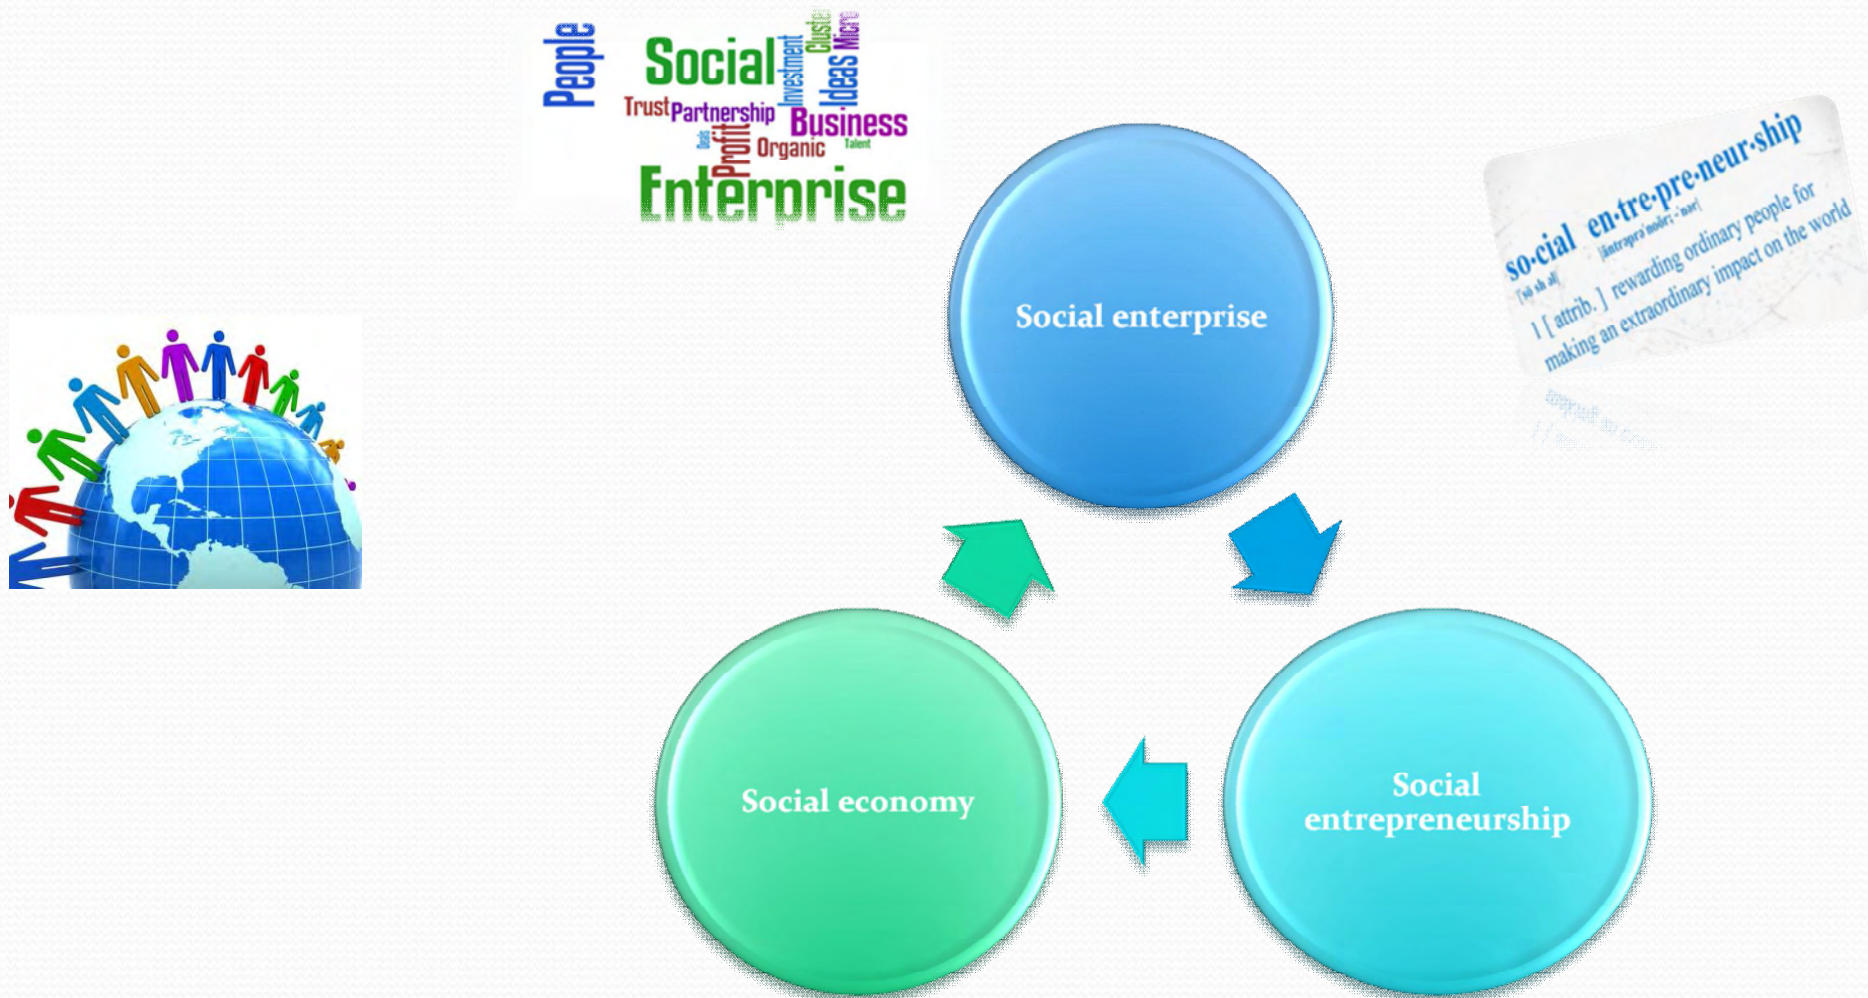 People
Social
Investment
Cluste
Micro
Ideas
Trust
Partnership
Business
Deals
Profit
Organic
Talent
Enterprise
so·cial en·tre·pre·neur·ship
1 [ attrib. ] rewarding ordinary people for
making an extraordinary impact on the world
Social enterprise
Social economy
Social
entrepreneurship